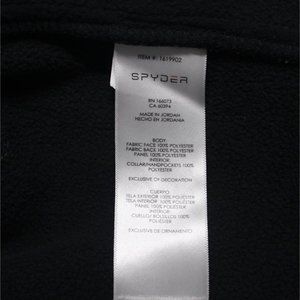 ITEM #: 1619902
SPYDER
RN 166073
CA 60394
MADE IN JORDAN
HECHO EN JORDANIA
BODY
FABRIC FACE 100% POLYESTER
FABRIC BACK 100% POLYESTER
PANEL 100% POLYESTER
INTERIOR:
COLLAR/HANDPOCKETS 100%
POLYESTER
EXCLUSIVE OF DECORATION
CUERPO
TELA EXTERIOR 100% POLIESTER
TELA INTERIOR 100% POLIESTER
PANEL 100% POLIESTER
INTERIOR:
CUELLO/ BOLSILLOS 100%
POLIESTER
EXCLUSIVE DE ORNAMENTO